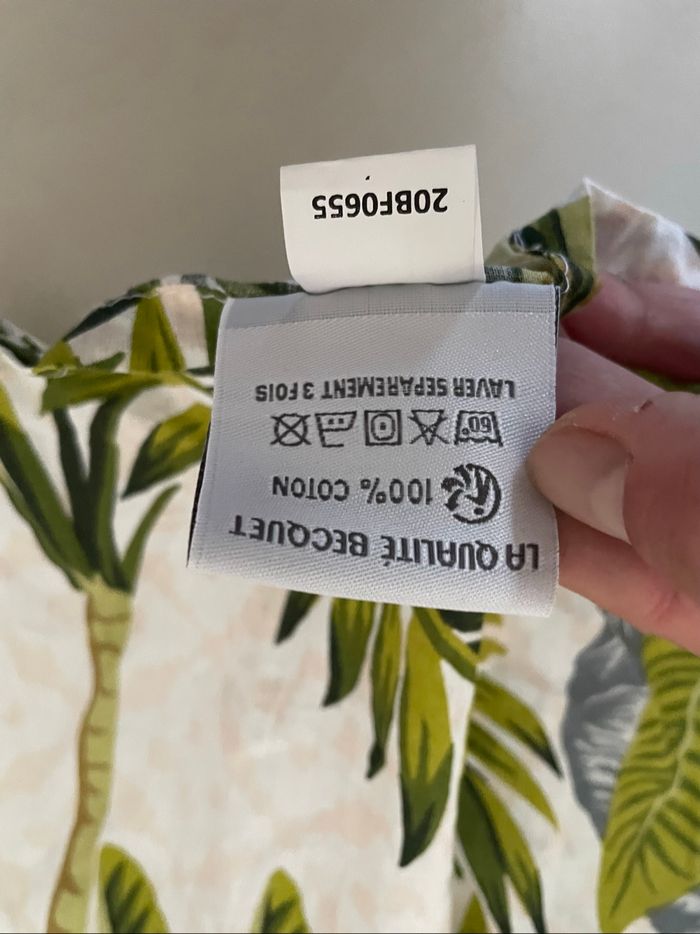 LA QUALITÉ BECQUET
100% COTON
60°
LAVER SEPAREMENT 3 FOIS
20BF0655